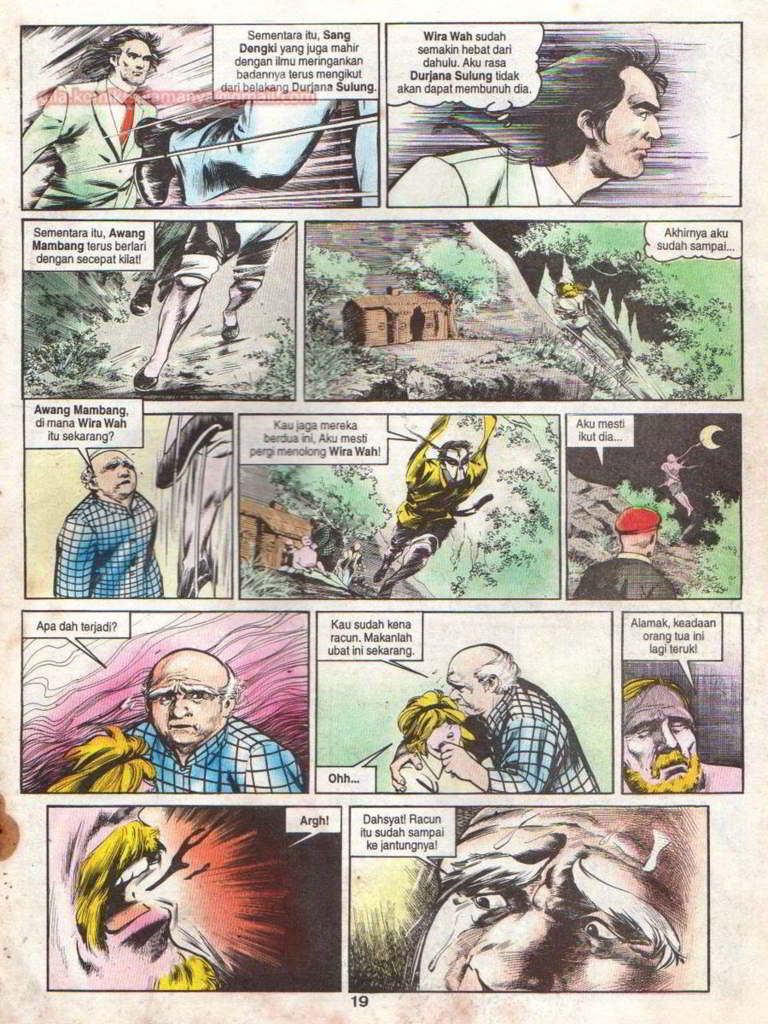 Sementara itu, Sang
Dengki yang juga mahir
dengan ilmu meringankan
badannya terus mengikut
dari belakang Durjana Sulung.
Wira Wah sudah
semakin hebat dari
dahulu. Aku rasa
Durjana Sulung tidak
akan dapat membunuh dia.
Sementara itu, Awang
Mambang terus berlari
dengan secepat kilat!
Akhirnya aku
sudah sampai...
Awang Mambang,
di mana Wira Wah
itu sekarang?
Kau jaga mereka
berdua ini, Aku mesti
pergi menolong Wira Wah!
Aku mesti
ikut dia...
Apa dah terjadi?
Kau sudah kena
racun. Makanlah
ubat ini sekarang.
Ohh...
Alamak, keadaan
orang tua ini
lagi teruk!
Argh!
Dahsyat! Racun
itu sudah sampai
ke jantungnya!
19